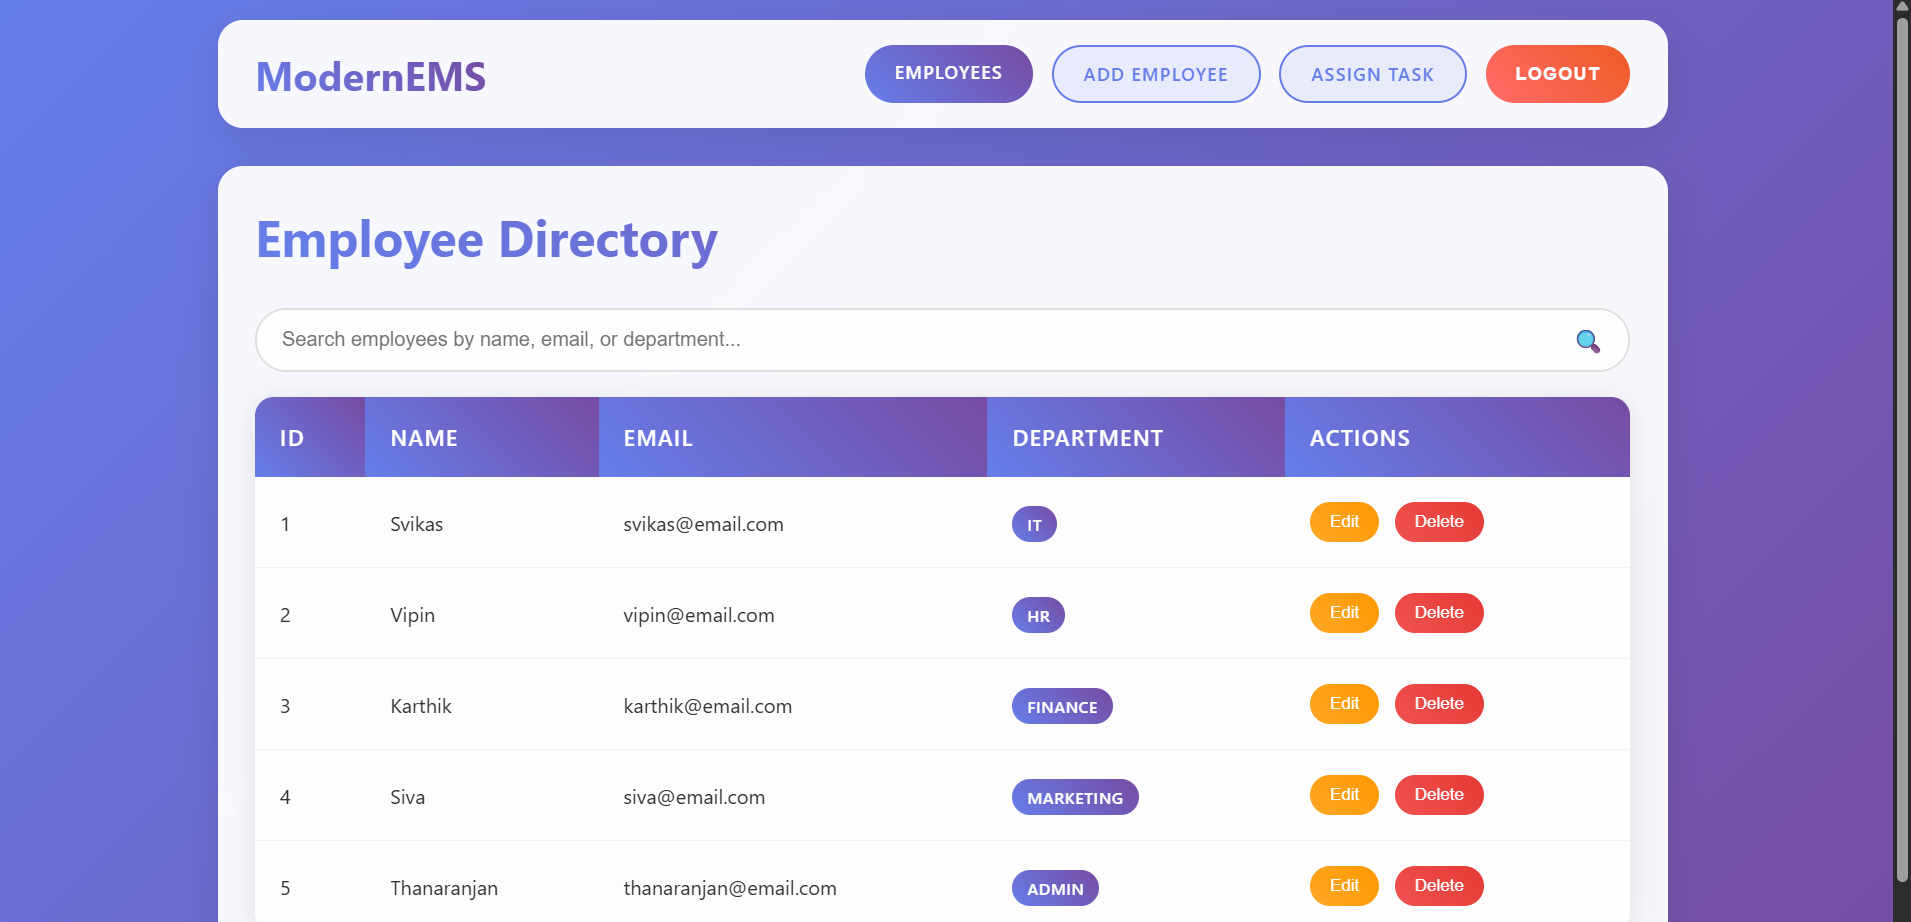 ModernEMS EMPLOYEES ADD EMPLOYEE ASSIGN TASK LOGOUT
Employee Directory
Search employees by name, email, or department...
ID NAME EMAIL DEPARTMENT ACTIONS
1 Svikas svikas@email.com IT Edit Delete
2 Vipin vipin@email.com HR Edit Delete
3 Karthik karthik@email.com FINANCE Edit Delete
4 Siva siva@email.com MARKETING Edit Delete
5 Thanaranjan thanaranjan@email.com ADMIN Edit Delete